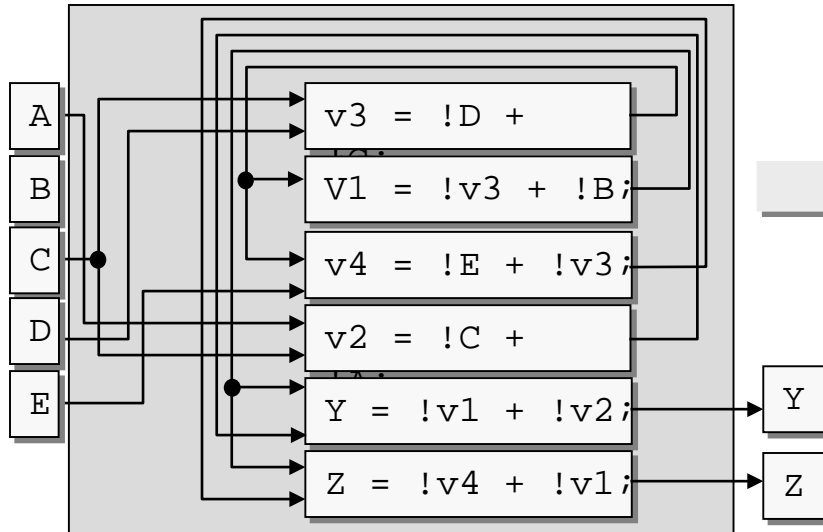 A
B
C
D
E
v3 = !D +
V1 = !v3 + !B;
v4 = !E + !v3;
v2 = !C +
Y = !v1 + !v2;
Z = !v4 + !v1;
Y
Z